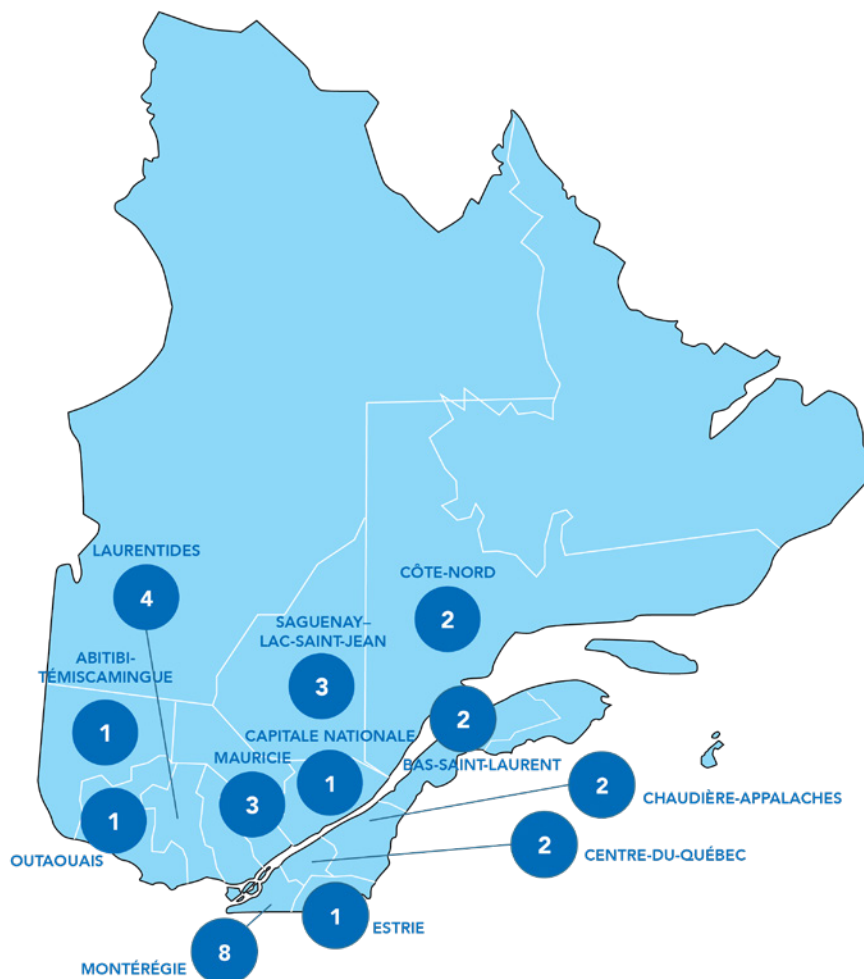 LAURENTIDES
4
CÔTE-NORD
2
SAGUENAY–
LAC-SAINT-JEAN
3
ABITIBI-
TÉMISCAMINGUE
1
2
BAS-SAINT-LAURENT
CAPITALE NATIONALE
1
MAURICIE
3
2
CHAUDIÈRE-APPALACHES
1
OUTAOUAIS
2
CENTRE-DU-QUÉBEC
1
ESTRIE
8
MONTÉRÉGIE